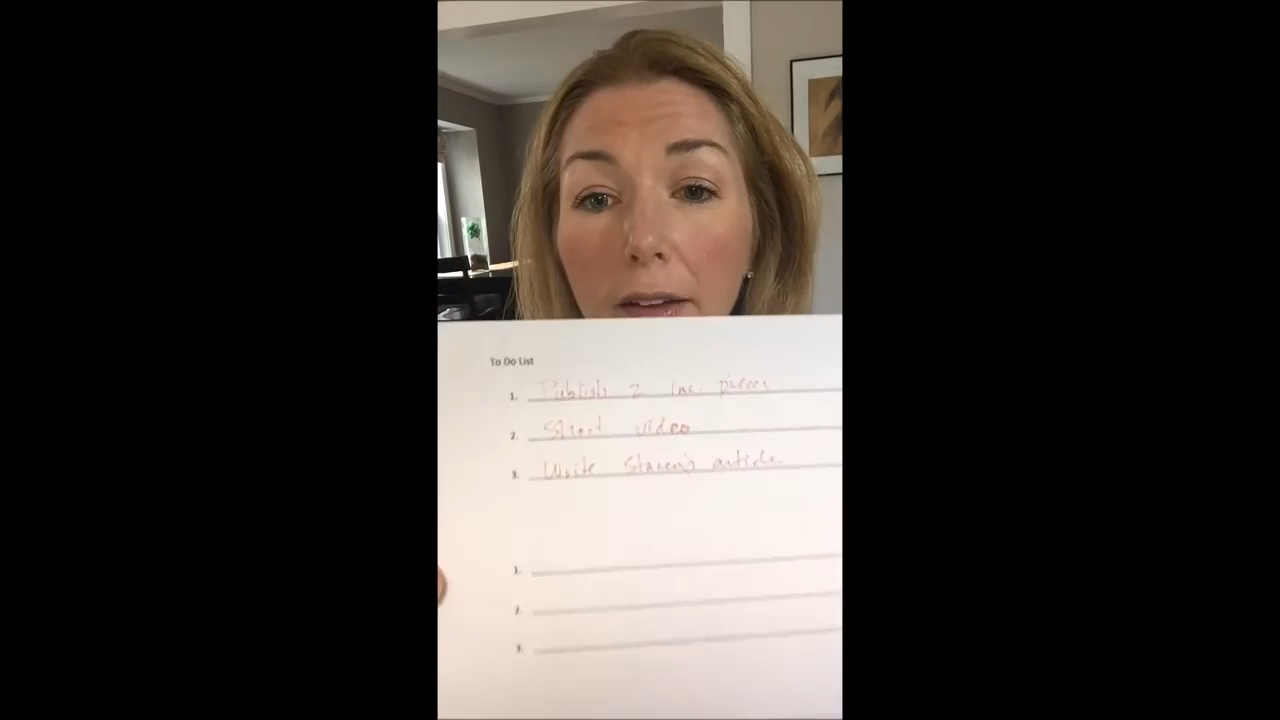 To Do List
1. Publish 2 Inc. pieces
2. Shoot video
3. Write Stacey's article
1.
2.
3.